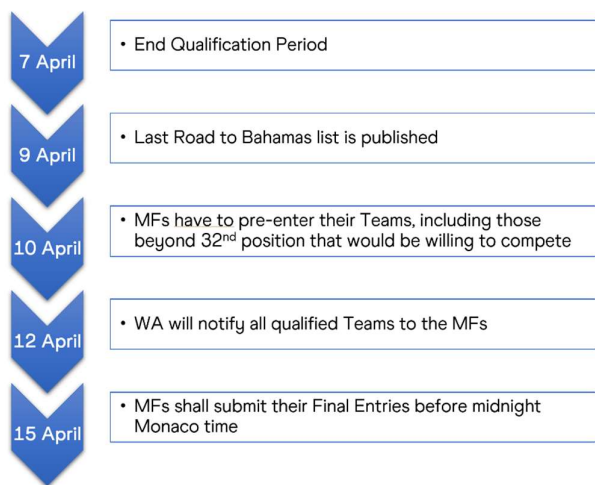 7 April
• End Qualification Period
9 April
• Last Road to Bahamas list is published
10 April
• MFs have to pre-enter their Teams, including those
beyond 32nd position that would be willing to compete
12 April
• WA will notify all qualified Teams to the MFs
15 April
• MFs shall submit their Final Entries before midnight
Monaco time